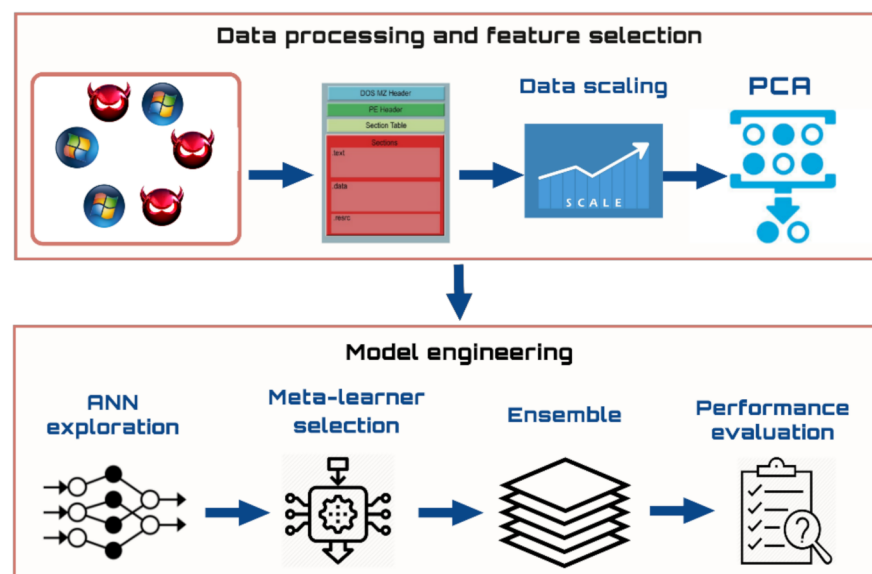 Data processing and feature selection
Data scaling
PCA
DOS MZ Header
PE Header
Section Table
Sections
.text
.data
.resrc
SCALE
Model engineering
ANN
exploration
Meta-learner
selection
Ensemble
Performance
evaluation
?